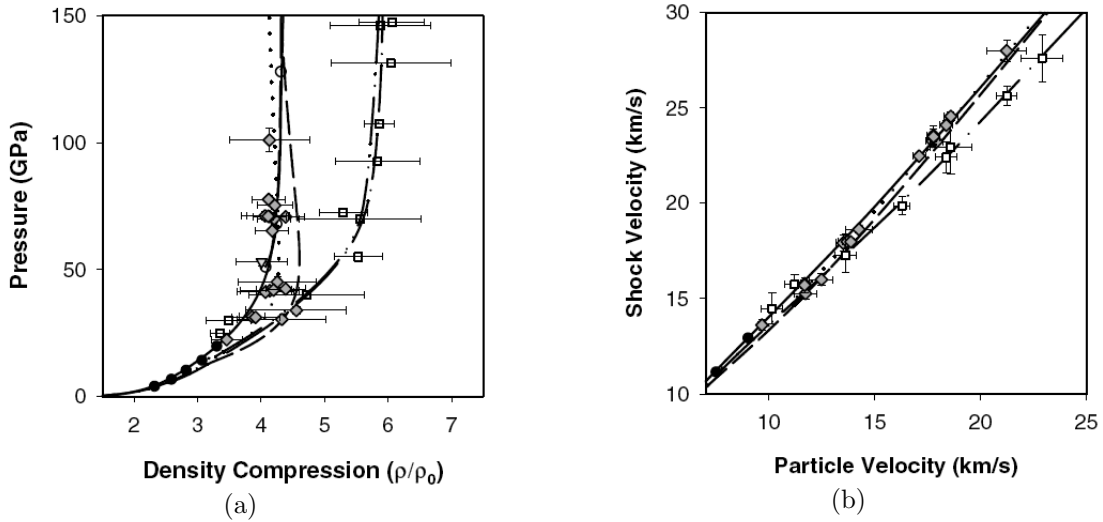 150
100
50
0
2 3 4 5 6 7
Pressure (GPa)
Density Compression (ρ/ρ₀)
(a)
30
25
20
15
10
10 15 20 25
Shock Velocity (km/s)
Particle Velocity (km/s)
(b)